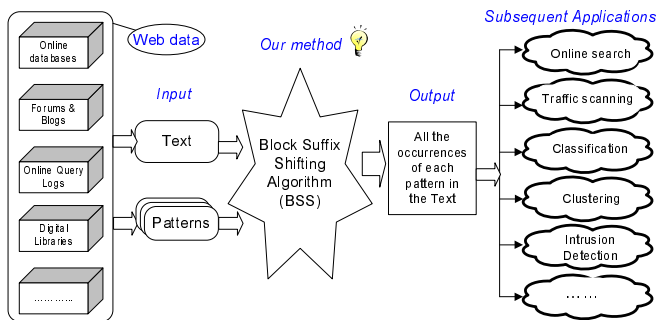 Web data
Online
databases
Forums &
Blogs
Online Query
Logs
Digital
Libraries
…………
Input
Text
Patterns
Our method
Block Suffix
Shifting
Algorithm
(BSS)
Output
All the
occurrences
of each
pattern in
the Text
Subsequent Applications
Online search
Traffic scanning
Classification
Clustering
Intrusion
Detection
……